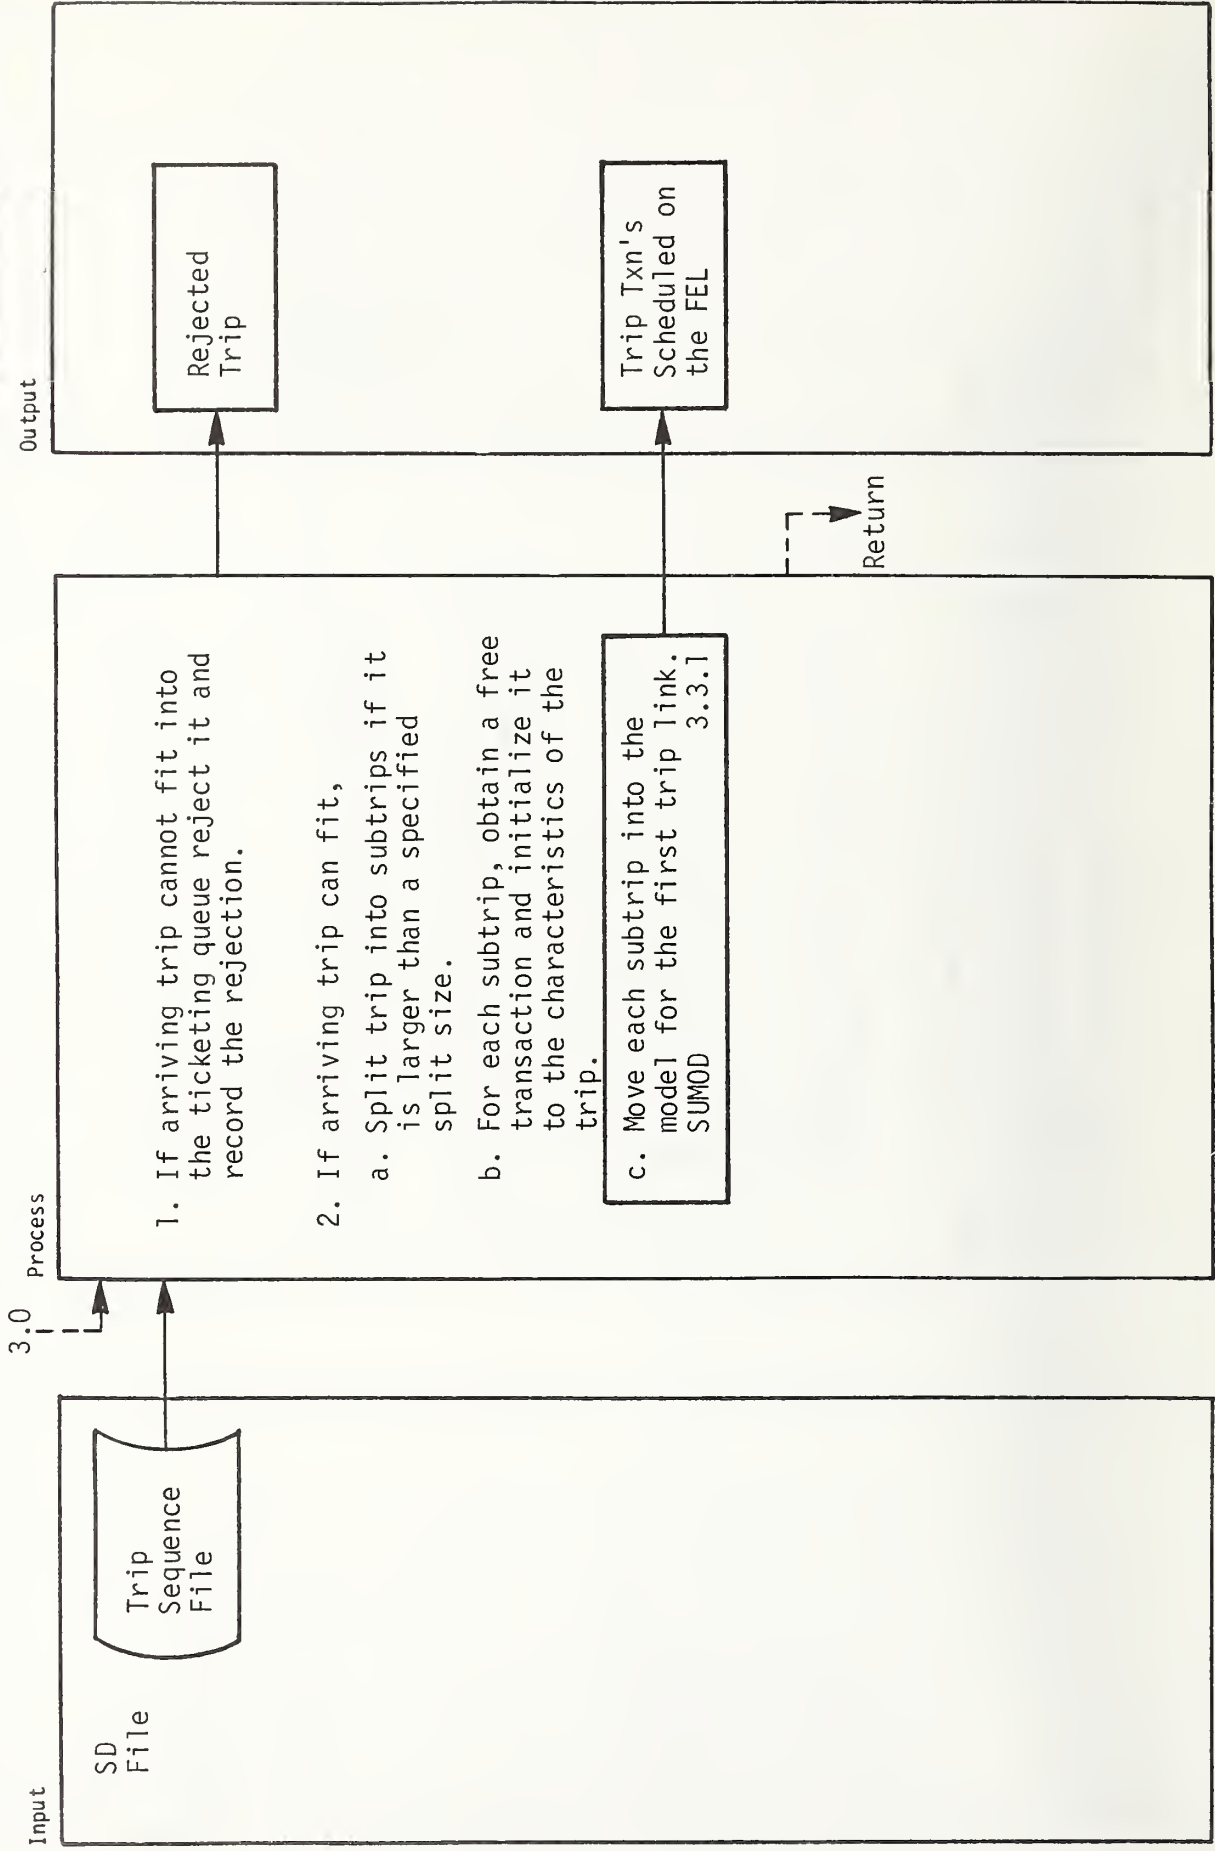 Input
SD
File
Trip
Sequence
File
3.0
Process
1. If arriving trip cannot fit into
the ticketing queue reject it and
record the rejection.
2. If arriving trip can fit,
a. Split trip into subtrips if it
is larger than a specified
split size.
b. For each subtrip, obtain a free
transaction and initialize it
to the characteristics of the
trip.
c. Move each subtrip into the
model for the first trip link.
SUMOD 3.3.1
Return
Output
Rejected
Trip
Trip Txn's
Scheduled on
the FEL